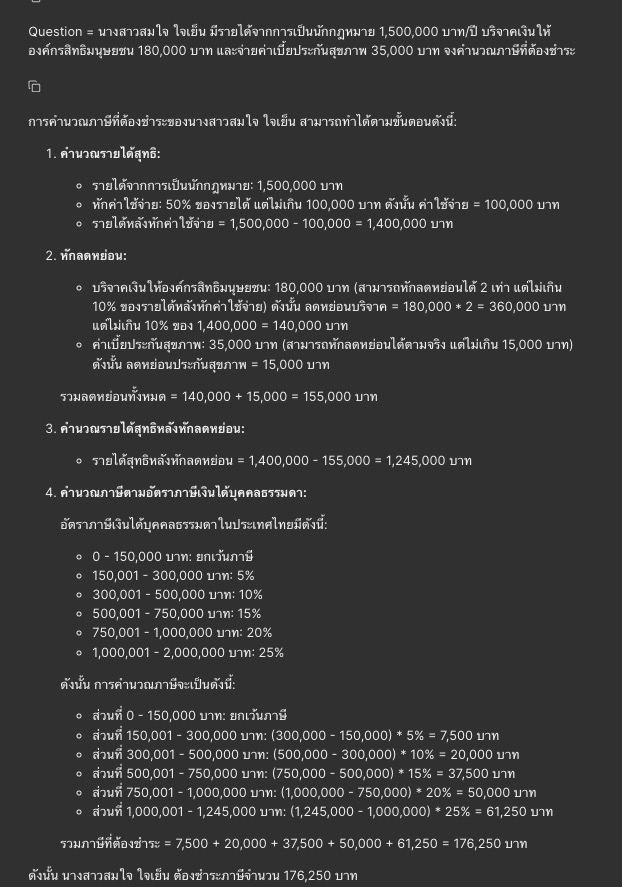 Question = นางสาวสมใจ ใจเย็น มีรายได้จากการเป็นนักกฎหมาย 1,500,000 บาท/ปี บริจาคเงินให้
องค์กรสิทธิมนุษยชน 180,000 บาท และจ่ายค่าเบี้ยประกันสุขภาพ 35,000 บาท จงคำนวณภาษีที่ต้องชำระ
การคำนวณภาษีที่ต้องชำระของนางสาวสมใจ ใจเย็น สามารถทำได้ตามขั้นตอนดังนี้:
1. คำนวณรายได้สุทธิ:
◦ รายได้จากการเป็นนักกฎหมาย: 1,500,000 บาท
◦ หักค่าใช้จ่าย: 50% ของรายได้ แต่ไม่เกิน 100,000 บาท ดังนั้น ค่าใช้จ่าย = 100,000 บาท
◦ รายได้หลังหักค่าใช้จ่าย = 1,500,000 - 100,000 = 1,400,000 บาท
2. หักลดหย่อน:
◦ บริจาคเงินให้องค์กรสิทธิมนุษยชน: 180,000 บาท (สามารถหักลดหย่อนได้ 2 เท่า แต่ไม่เกิน
10% ของรายได้หลังหักค่าใช้จ่าย) ดังนั้น ลดหย่อนบริจาค = 180,000 * 2 = 360,000 บาท
แต่ไม่เกิน 10% ของ 1,400,000 = 140,000 บาท
◦ ค่าเบี้ยประกันสุขภาพ: 35,000 บาท (สามารถหักลดหย่อนได้ตามจริง แต่ไม่เกิน 15,000 บาท)
ดังนั้น ลดหย่อนประกันสุขภาพ = 15,000 บาท
รวมลดหย่อนทั้งหมด = 140,000 + 15,000 = 155,000 บาท
3. คำนวณรายได้สุทธิหลังหักลดหย่อน:
◦ รายได้สุทธิหลังหักลดหย่อน = 1,400,000 - 155,000 = 1,245,000 บาท
4. คำนวณภาษีตามอัตราภาษีเงินได้บุคคลธรรมดา:
อัตราภาษีเงินได้บุคคลธรรมดาในประเทศไทยมีดังนี้:
◦ 0 - 150,000 บาท: ยกเว้นภาษี
◦ 150,001 - 300,000 บาท: 5%
◦ 300,001 - 500,000 บาท: 10%
◦ 500,001 - 750,000 บาท: 15%
◦ 750,001 - 1,000,000 บาท: 20%
◦ 1,000,001 - 2,000,000 บาท: 25%
ดังนั้น การคำนวณภาษีจะเป็นดังนี้:
◦ ส่วนที่ 0 - 150,000 บาท: ยกเว้นภาษี
◦ ส่วนที่ 150,001 - 300,000 บาท: (300,000 - 150,000) * 5% = 7,500 บาท
◦ ส่วนที่ 300,001 - 500,000 บาท: (500,000 - 300,000) * 10% = 20,000 บาท
◦ ส่วนที่ 500,001 - 750,000 บาท: (750,000 - 500,000) * 15% = 37,500 บาท
◦ ส่วนที่ 750,001 - 1,000,000 บาท: (1,000,000 - 750,000) * 20% = 50,000 บาท
◦ ส่วนที่ 1,000,001 - 1,245,000 บาท: (1,245,000 - 1,000,000) * 25% = 61,250 บาท
รวมภาษีที่ต้องชำระ = 7,500 + 20,000 + 37,500 + 50,000 + 61,250 = 176,250 บาท
ดังนั้น นางสาวสมใจ ใจเย็น ต้องชำระภาษีจำนวน 176,250 บาท